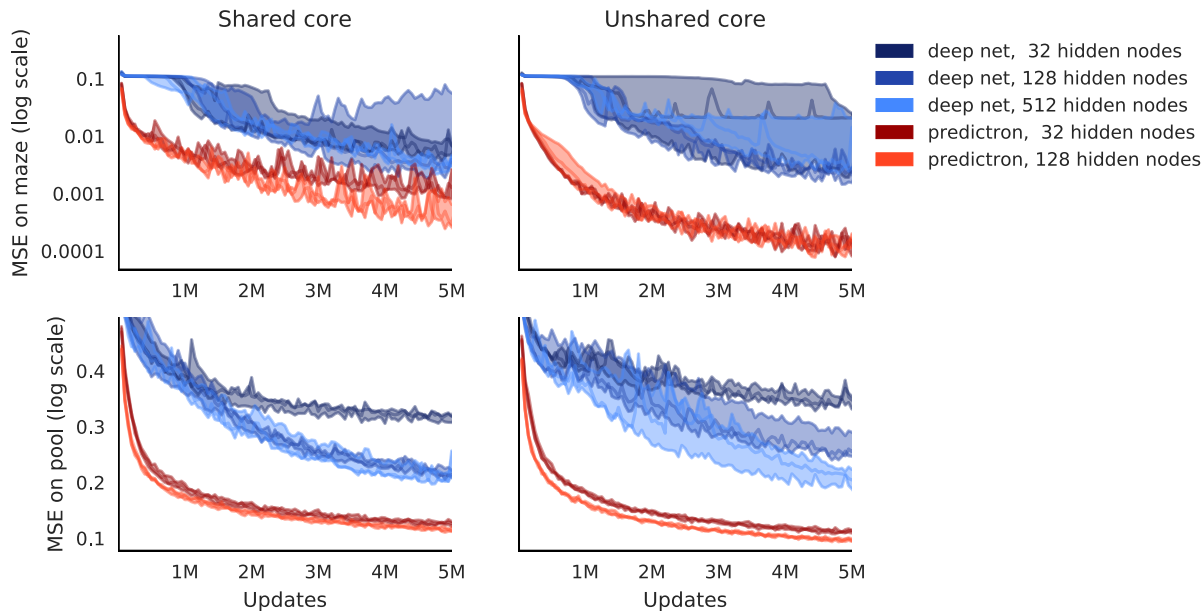 Shared core
Unshared core
MSE on maze (log scale)
0.1
0.01
0.001
0.0001
1M 2M 3M 4M 5M
1M 2M 3M 4M 5M
deep net, 32 hidden nodes
deep net, 128 hidden nodes
deep net, 512 hidden nodes
predictron, 32 hidden nodes
predictron, 128 hidden nodes
MSE on pool (log scale)
0.4
0.3
0.2
0.1
1M 2M 3M 4M 5M
1M 2M 3M 4M 5M
Updates
Updates